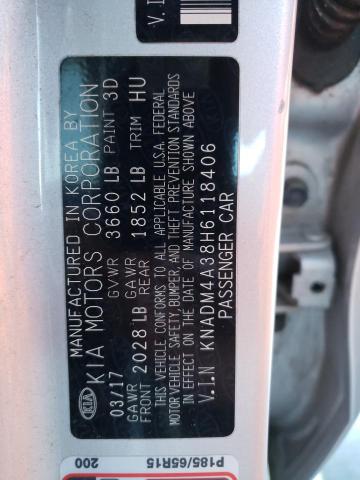 MANUFACTURED IN KOREA BY
KIA MOTORS CORPORATION
KIA
03/17 GVWR 3660 LB PAINT 3D
GAWR FRONT 2028 LB GAWR REAR 1852 LB TRIM HU
THIS VEHICLE CONFORMS TO ALL APPLICABLE U.S.A. FEDERAL
MOTOR VEHICLE SAFETY, BUMPER, AND THEFT PREVENTION STANDARDS
IN EFFECT ON THE DATE OF MANUFACTURE SHOWN ABOVE
V.I.N KNADM4A38H6118406
PASSENGER CAR
V.I
P185/65R15
200